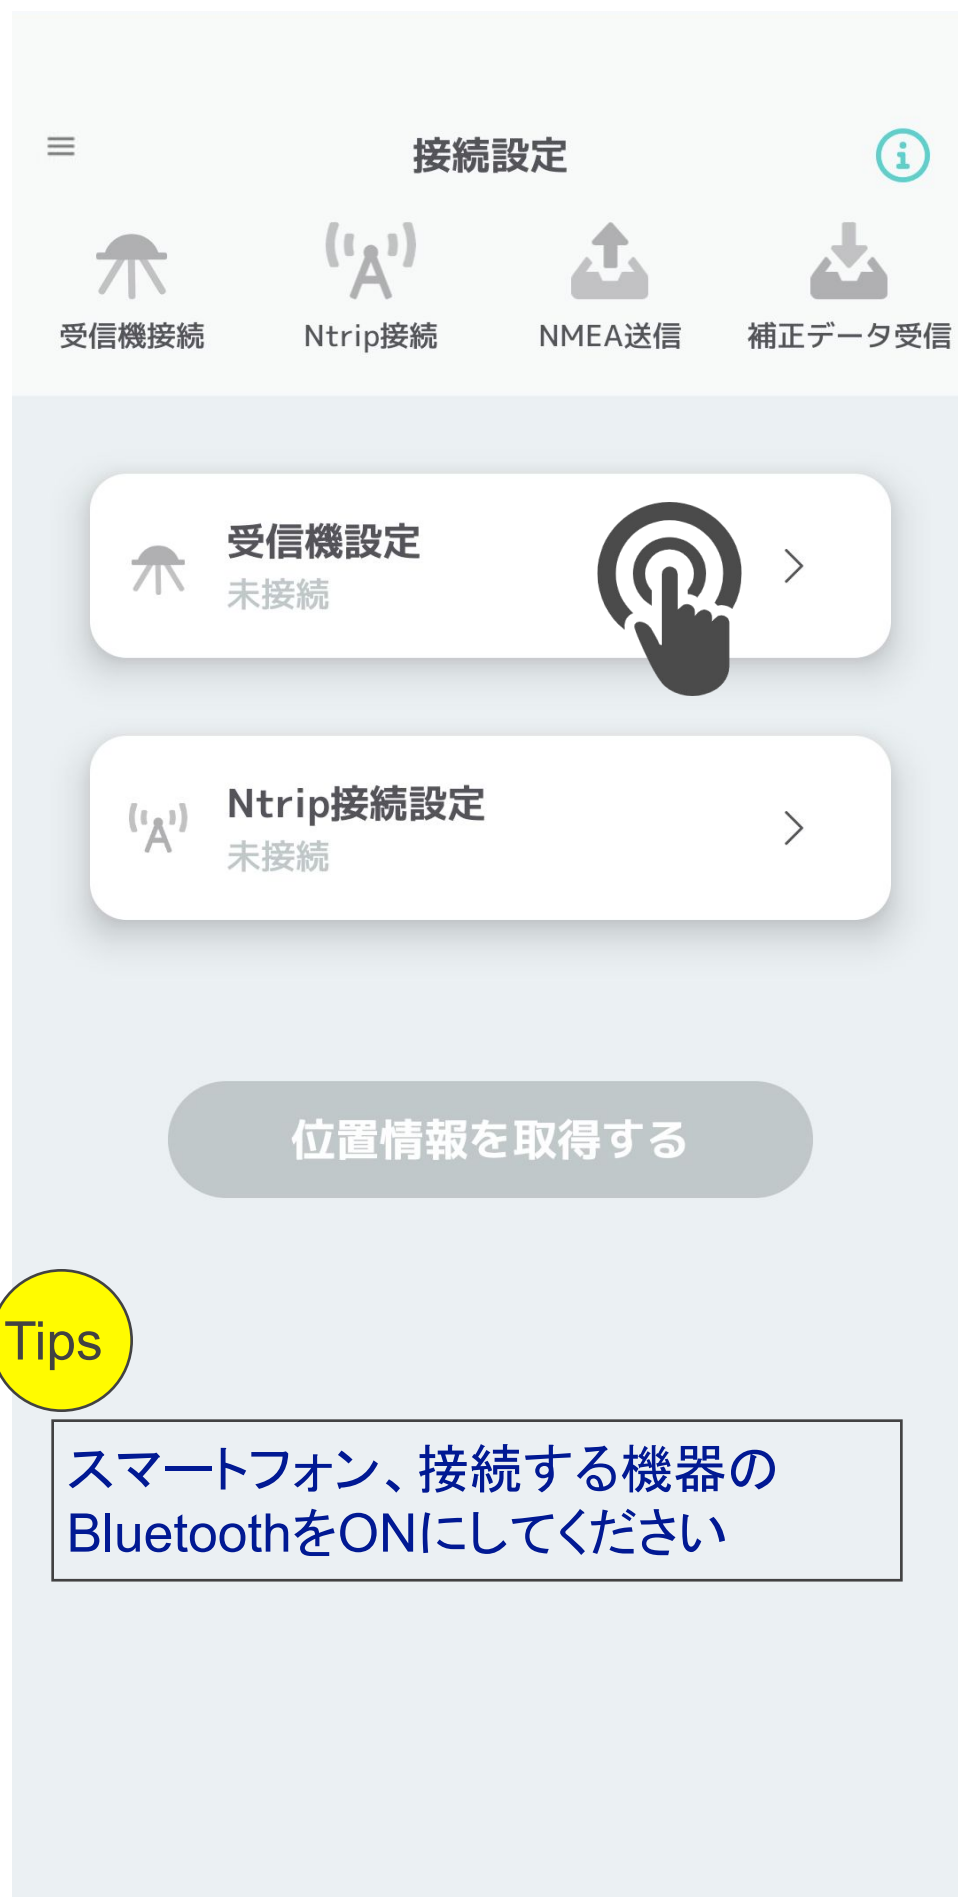 接続設定
受信機接続
Ntrip接続
NMEA送信
補正データ受信
受信機設定
未接続
Ntrip接続設定
未接続
位置情報を取得する
Tips
スマートフォン、接続する機器の
BluetoothをONにしてください